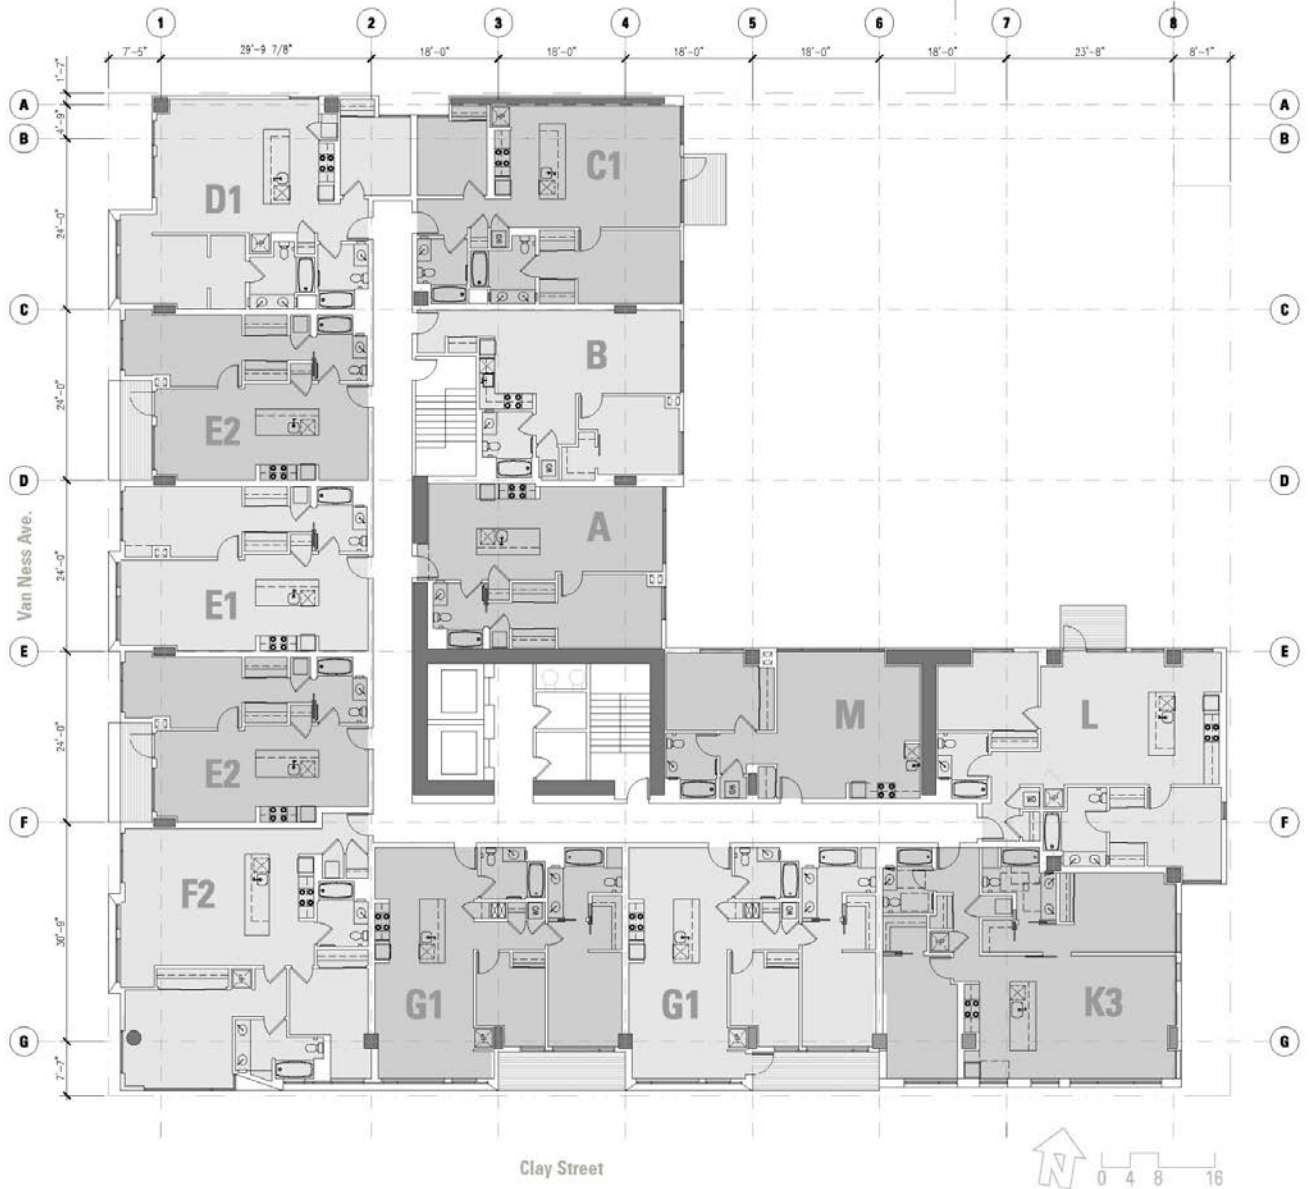 1 2 3 4 5 6 7 8
7'-5" 29'-9 7/8" 18'-0" 18'-0" 18'-0" 18'-0" 18'-0" 23'-8" 8'-1"
1'-7"
A A
4'-9"
B B
C1
D1
24'-0"
C C
B
24'-0"
E2
D D
A
Van Ness Ave.
24'-0"
E1
E E
M L
24'-0"
E2
F F
F2
30'-9"
G1 G1 K3
G G
7'-7"
Clay Street
N
0 4 8 16